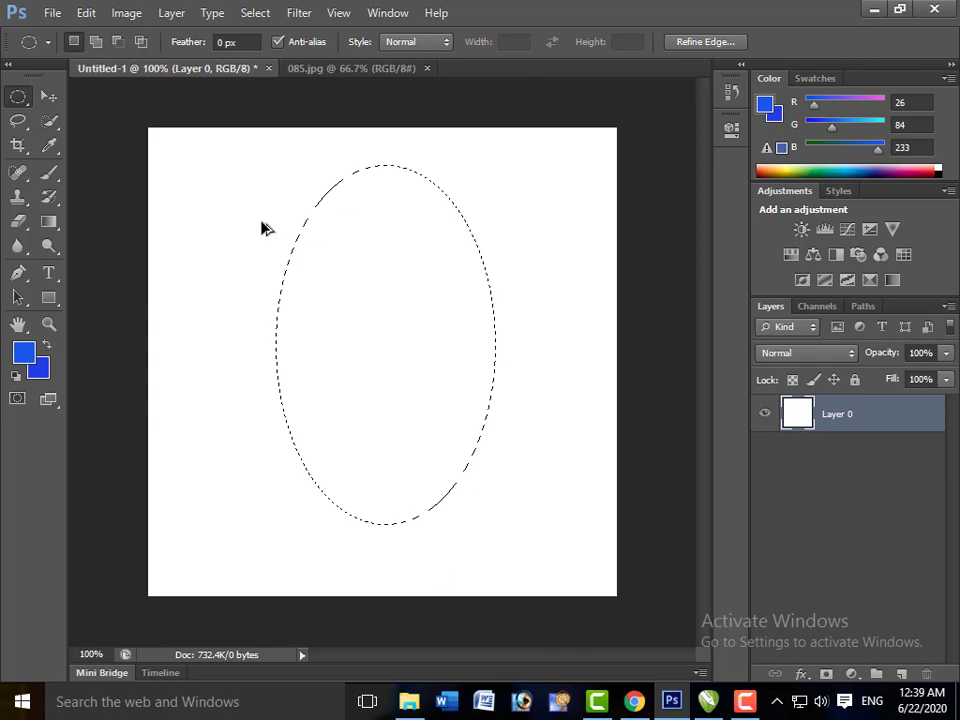 Ps File Edit Image Layer Type Select Filter View Window Help
Feather: 0 px Anti-alias Style: Normal Width: Height: Refine Edge...
Untitled-1 @ 100% (Layer 0, RGB/8) * × 085.jpg @ 66.7% (RGB/8#) ×
Color Swatches
R 26
G 84
B 233
Adjustments Styles
Add an adjustment
Layers Channels Paths
Kind
Normal Opacity: 100%
Lock: Fill: 100%
Layer 0
Activate Windows
Go to Settings to activate Windows.
100% Doc: 732.4K/0 bytes
Mini Bridge Timeline
Search the web and Windows
ENG
12:39 AM
6/22/2020